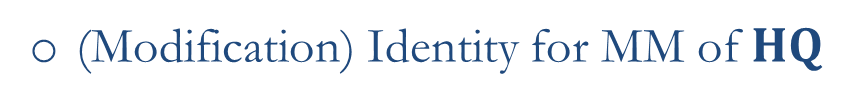 ○ (Modification) Identity for MM of HQ